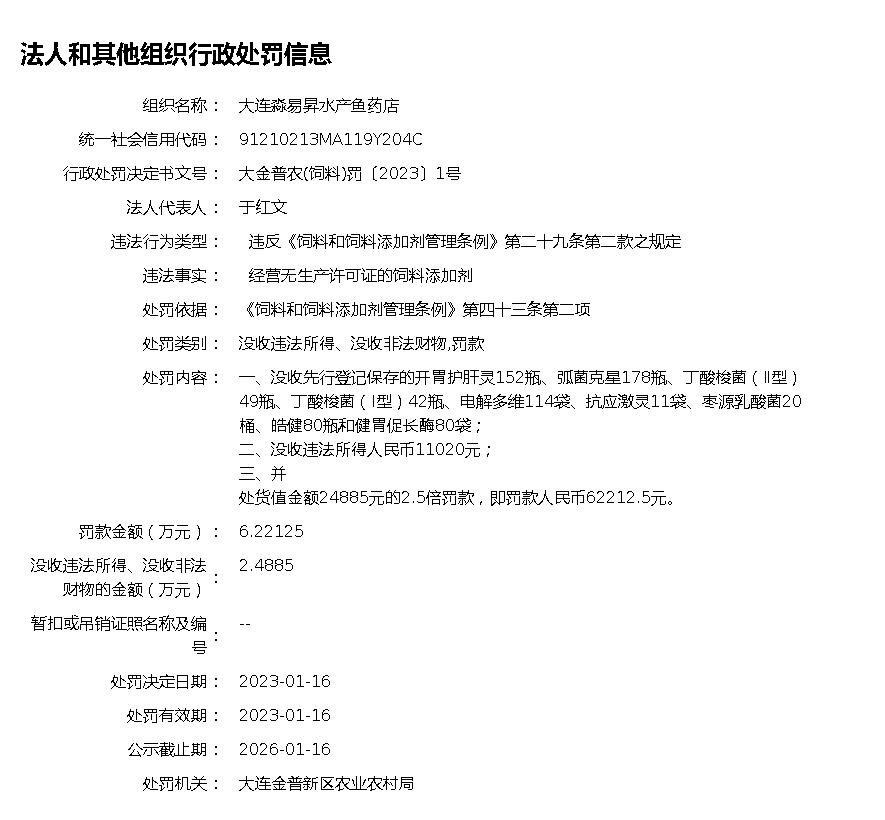 法人和其他组织行政处罚信息
组织名称： 大连淼易昇水产鱼药店
统一社会信用代码： 91210213MA119Y204C
行政处罚决定书文号： 大金普农(饲料)罚〔2023〕1号
法人代表人： 于红文
违法行为类型： 违反《饲料和饲料添加剂管理条例》第二十九条第二款之规定
违法事实： 经营无生产许可证的饲料添加剂
处罚依据： 《饲料和饲料添加剂管理条例》第四十三条第二项
处罚类别： 没收违法所得、没收非法财物,罚款
处罚内容： 一、没收先行登记保存的开胃护肝灵152瓶、弧菌克星178瓶、丁酸梭菌（Ⅱ型）
49瓶、丁酸梭菌（Ⅰ型）42瓶、电解多维114袋、抗应激灵11袋、枣源乳酸菌20
桶、皓健80瓶和健胃促长酶80袋；
二、没收违法所得人民币11020元；
三、并
处货值金额24885元的2.5倍罚款，即罚款人民币62212.5元。
罚款金额（万元）： 6.22125
没收违法所得、没收非法
财物的金额（万元）： 2.4885
暂扣或吊销证照名称及编
号： --
处罚决定日期： 2023-01-16
处罚有效期： 2023-01-16
公示截止期： 2026-01-16
处罚机关： 大连金普新区农业农村局